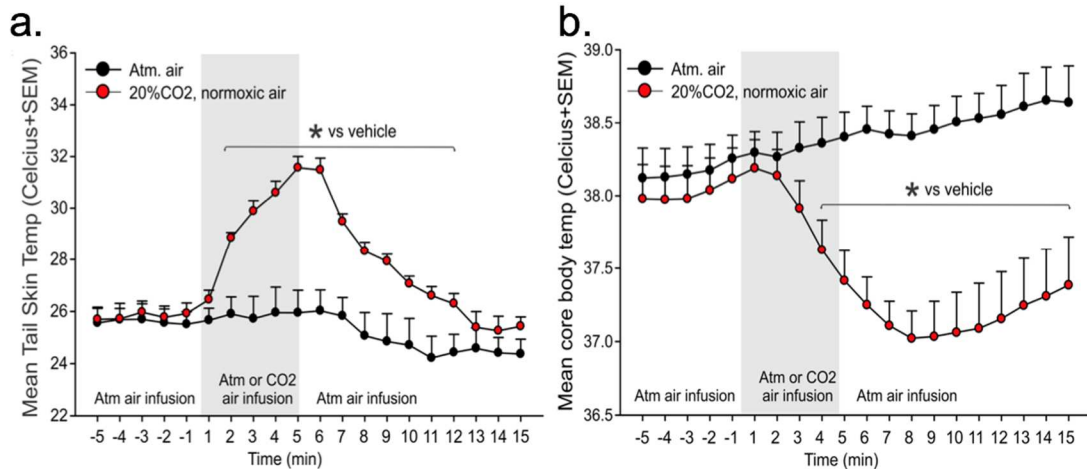 a.
Mean Tail Skin Temp (Celcius+SEM)
36
34
32
30
28
26
24
22
Atm. air
20%CO2, normoxic air
* vs vehicle
Atm air infusion
Atm or CO2
air infusion
Atm air infusion
-5 -4 -3 -2 -1 1 2 3 4 5 6 7 8 9 10 11 12 13 14 15
Time (min)
b.
Mean core body temp (Celcius+SEM)
39.0
38.5
38.0
37.5
37.0
36.5
Atm. air
20%CO2, normoxic air
* vs vehicle
Atm air infusion
Atm or CO2
air infusion
Atm air infusion
-5 -4 -3 -2 -1 1 2 3 4 5 6 7 8 9 10 11 12 13 14 15
Time (min)